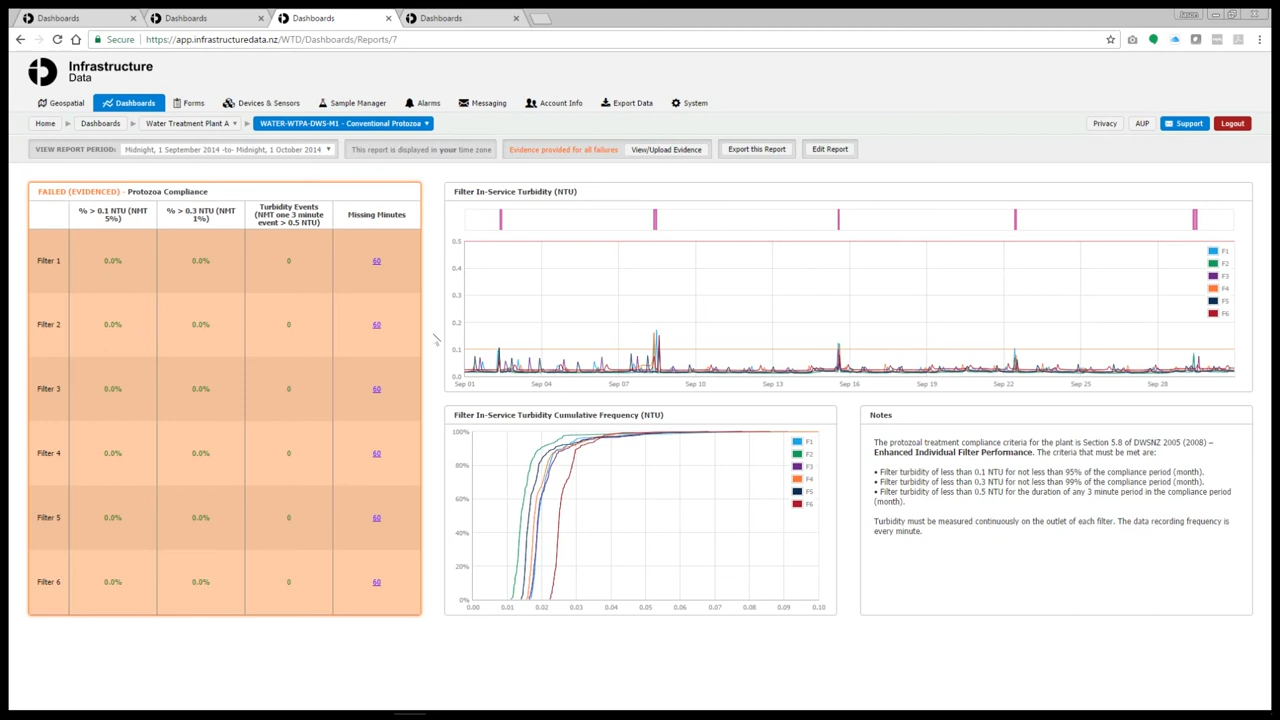 Dashboards
Dashboards
Dashboards
Dashboards
Jason
Secure
https://app.infrastructuredata.nz/WTD/Dashboards/Reports/7
Infrastructure
Data
Geospatial
Dashboards
Forms
Devices & Sensors
Sample Manager
Alarms
Messaging
Account Info
Export Data
System
Home
Dashboards
Water Treatment Plant A
WATER-WTPA-DWS-M1 - Conventional Protozoa
Privacy
AUP
Support
Logout
VIEW REPORT PERIOD: Midnight, 1 September 2014 -to- Midnight, 1 October 2014
This report is displayed in your time zone
Evidence provided for all failures
View/Upload Evidence
Export this Report
Edit Report
FAILED (EVIDENCED) - Protozoa Compliance
% > 0.1 NTU (NMT
5%)
% > 0.3 NTU (NMT
1%)
Turbidity Events
(NMT one 3 minute
event > 0.5 NTU)
Missing Minutes
Filter 1 0.0% 0.0% 0 60
Filter 2 0.0% 0.0% 0 60
Filter 3 0.0% 0.0% 0 60
Filter 4 0.0% 0.0% 0 60
Filter 5 0.0% 0.0% 0 60
Filter 6 0.0% 0.0% 0 60
Filter In-Service Turbidity (NTU)
0.5
0.4
0.3
0.2
0.1
0.0
Sep 01 Sep 04 Sep 07 Sep 10 Sep 13 Sep 16 Sep 19 Sep 22 Sep 25 Sep 28
F1
F2
F3
F4
F5
F6
Filter In-Service Turbidity Cumulative Frequency (NTU)
100%
80%
60%
40%
20%
0%
0.00 0.01 0.02 0.03 0.04 0.05 0.06 0.07 0.08 0.09 0.10
F1
F2
F3
F4
F5
F6
Notes
The protozoal treatment compliance criteria for the plant is Section 5.8 of DWSNZ 2005 (2008) –
Enhanced Individual Filter Performance. The criteria that must be met are:
• Filter turbidity of less than 0.1 NTU for not less than 95% of the compliance period (month).
• Filter turbidity of less than 0.3 NTU for not less than 99% of the compliance period (month).
• Filter turbidity of less than 0.5 NTU for the duration of any 3 minute period in the compliance period
(month).
Turbidity must be measured continuously on the outlet of each filter. The data recording frequency is
every minute.